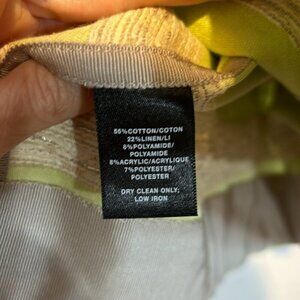 55%COTTON/COTON
22%LINEN/LI
8%POLYAMIDE/
POLYAMIDE
8%ACRYLIC/ACRYLIQUE
7%POLYESTER/
POLYESTER
DRY CLEAN ONLY;
LOW IRON